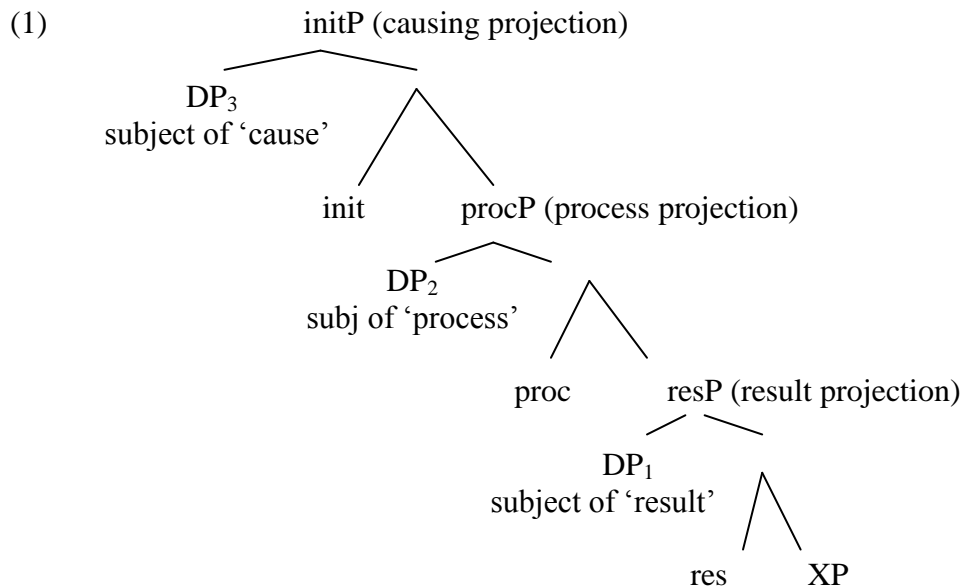 (1) initP (causing projection)
DP₃
subject of ‘cause’
init procP (process projection)
DP₂
subj of ‘process’
proc resP (result projection)
DP₁
subject of ‘result’
res XP